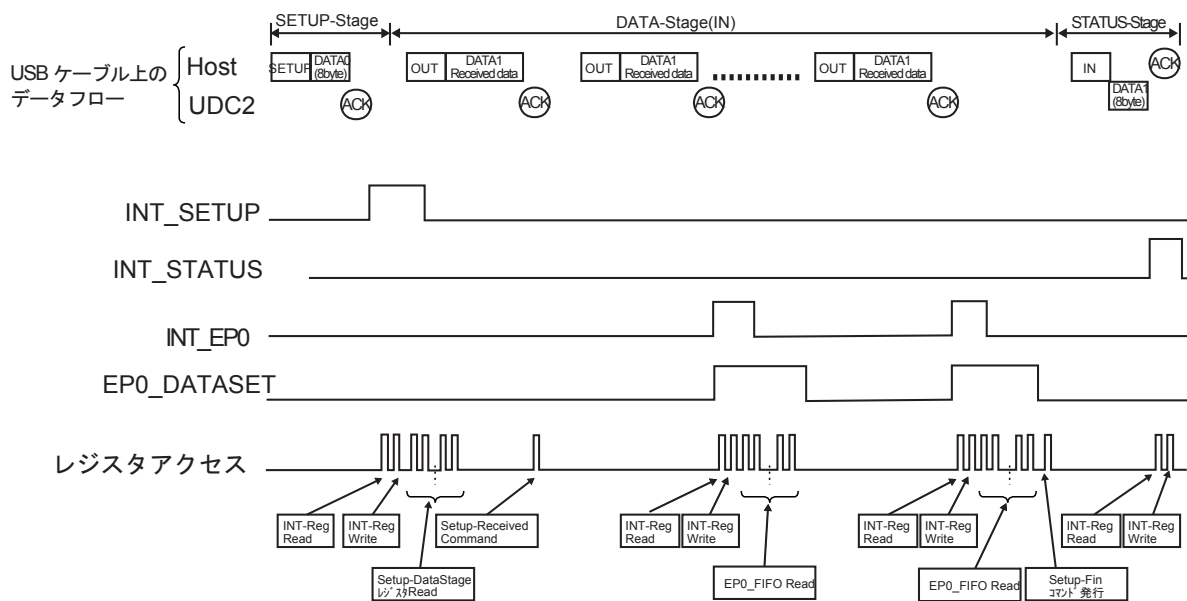 SETUP-Stage
DATA-Stage(IN)
STATUS-Stage
USB ケーブル上の
データフロー
Host
UDC2
SETUP
DATA0
(8byte)
ACK
OUT
DATA1
Received data
ACK
OUT
DATA1
Received data
ACK
OUT
DATA1
Received data
ACK
IN
DATA1
(8byte)
ACK
INT_SETUP
INT_STATUS
INT_EP0
EP0_DATASET
レジスタアクセス
INT-Reg
Read
INT-Reg
Write
Setup-DataStage
ﾚｼﾞｽﾀRead
Setup-Received
Command
INT-Reg
Read
INT-Reg
Write
EP0_FIFO Read
INT-Reg
Read
INT-Reg
Write
EP0_FIFO Read
Setup-Fin
ｺﾏﾝﾄﾞ 発行
INT-Reg
Read
INT-Reg
Write